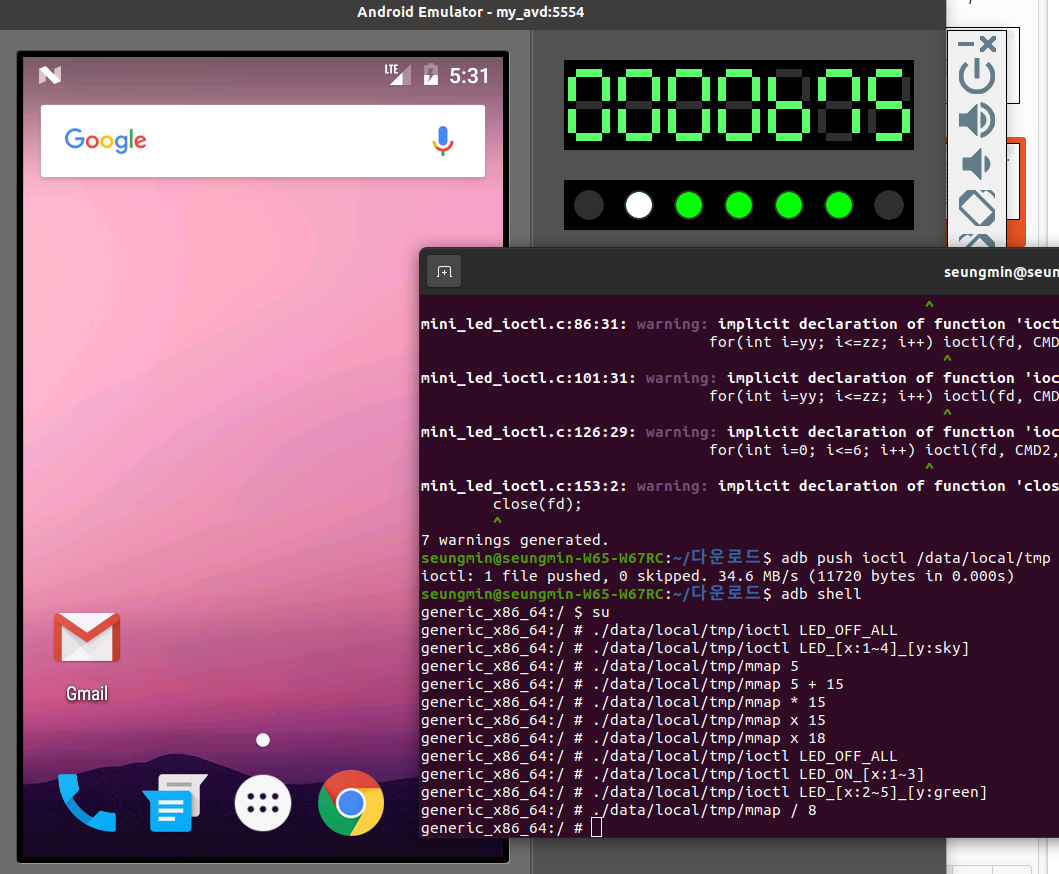 Android Emulator - my_avd:5554
LTE 5:31
Google
0000675
Gmail
seungmin@seun
^
mini_led_ioctl.c:86:31: warning: implicit declaration of function 'ioct
for(int i=yy; i<=zz; i++) ioctl(fd, CMD
^
mini_led_ioctl.c:101:31: warning: implicit declaration of function 'ioc
for(int i=yy; i<=zz; i++) ioctl(fd, CMD
^
mini_led_ioctl.c:126:29: warning: implicit declaration of function 'ioc
for(int i=0; i<=6; i++) ioctl(fd, CMD2,
^
mini_led_ioctl.c:153:2: warning: implicit declaration of function 'clos
close(fd);
^
7 warnings generated.
seungmin@seungmin-W65-W67RC:~/다운로드$ adb push ioctl /data/local/tmp
ioctl: 1 file pushed, 0 skipped. 34.6 MB/s (11720 bytes in 0.000s)
seungmin@seungmin-W65-W67RC:~/다운로드$ adb shell
generic_x86_64:/ $ su
generic_x86_64:/ # ./data/local/tmp/ioctl LED_OFF_ALL
generic_x86_64:/ # ./data/local/tmp/ioctl LED_[x:1~4]_[y:sky]
generic_x86_64:/ # ./data/local/tmp/mmap 5
generic_x86_64:/ # ./data/local/tmp/mmap 5 + 15
generic_x86_64:/ # ./data/local/tmp/mmap * 15
generic_x86_64:/ # ./data/local/tmp/mmap x 15
generic_x86_64:/ # ./data/local/tmp/mmap x 18
generic_x86_64:/ # ./data/local/tmp/ioctl LED_OFF_ALL
generic_x86_64:/ # ./data/local/tmp/ioctl LED_ON_[x:1~3]
generic_x86_64:/ # ./data/local/tmp/ioctl LED_[x:2~5]_[y:green]
generic_x86_64:/ # ./data/local/tmp/mmap / 8
generic_x86_64:/ #